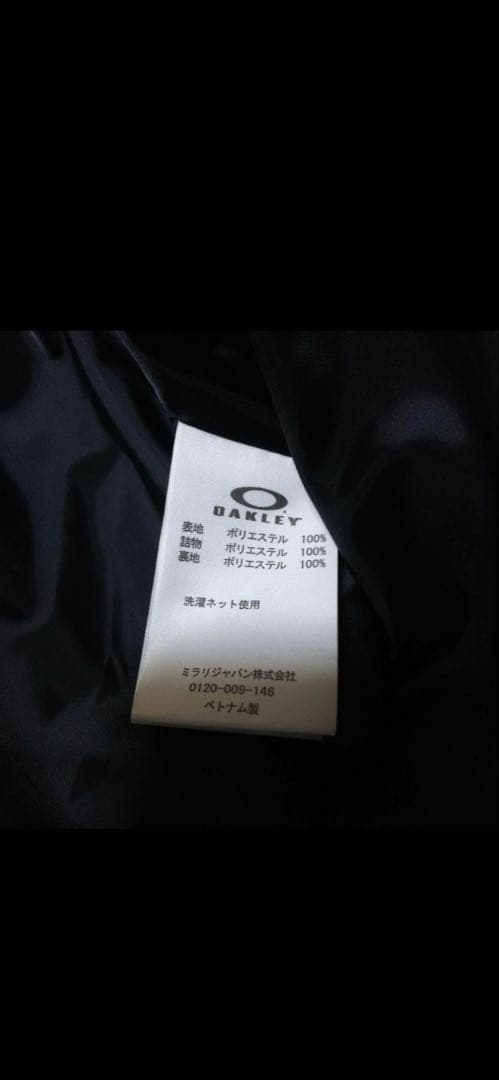 OAKLEY
表地 ポリエステル 100%
詰物 ポリエステル 100%
裏地 ポリエステル 100%
洗濯ネット使用
ミラリジャパン株式会社
0120-009-146
ベトナム製